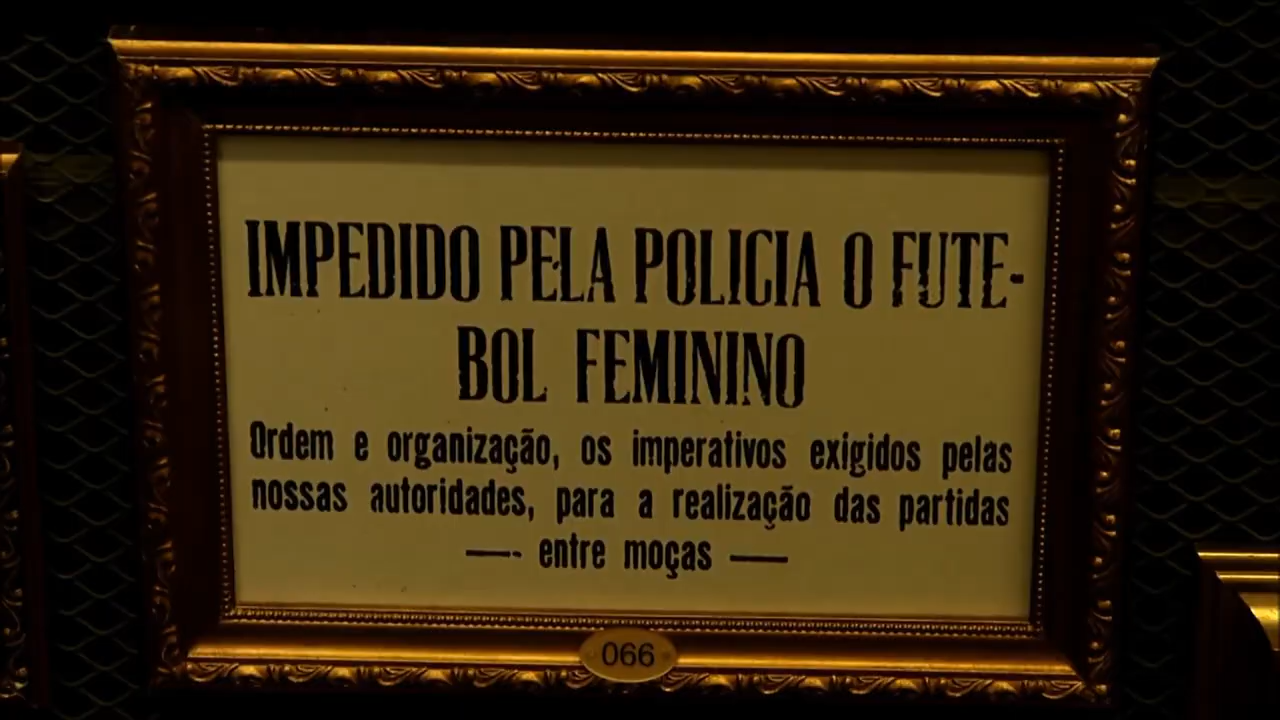 IMPEDIDO PELA POLICIA O FUTE-
BOL FEMININO
Ordem e organização, os imperativos exigidos pelas
nossas autoridades, para a realização das partidas
—- entre moças —
066